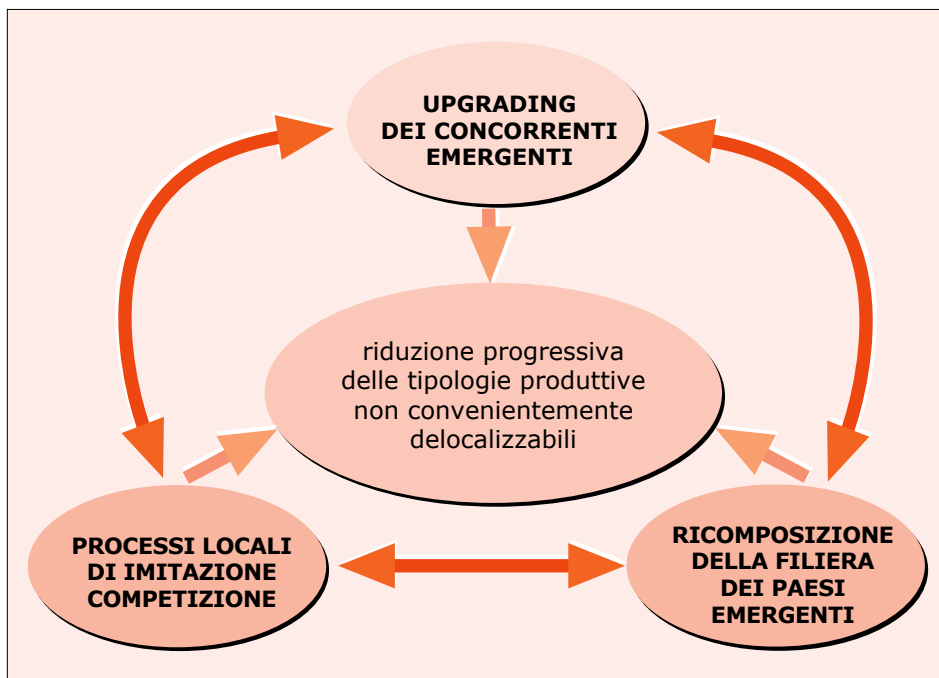 UPGRADING
DEI CONCORRENTI
EMERGENTI
riduzione progressiva
delle tipologie produttive
non convenientemente
delocalizzabili
PROCESSI LOCALI
DI IMITAZIONE
COMPETIZIONE
RICOMPOSIZIONE
DELLA FILIERA
DEI PAESI
EMERGENTI